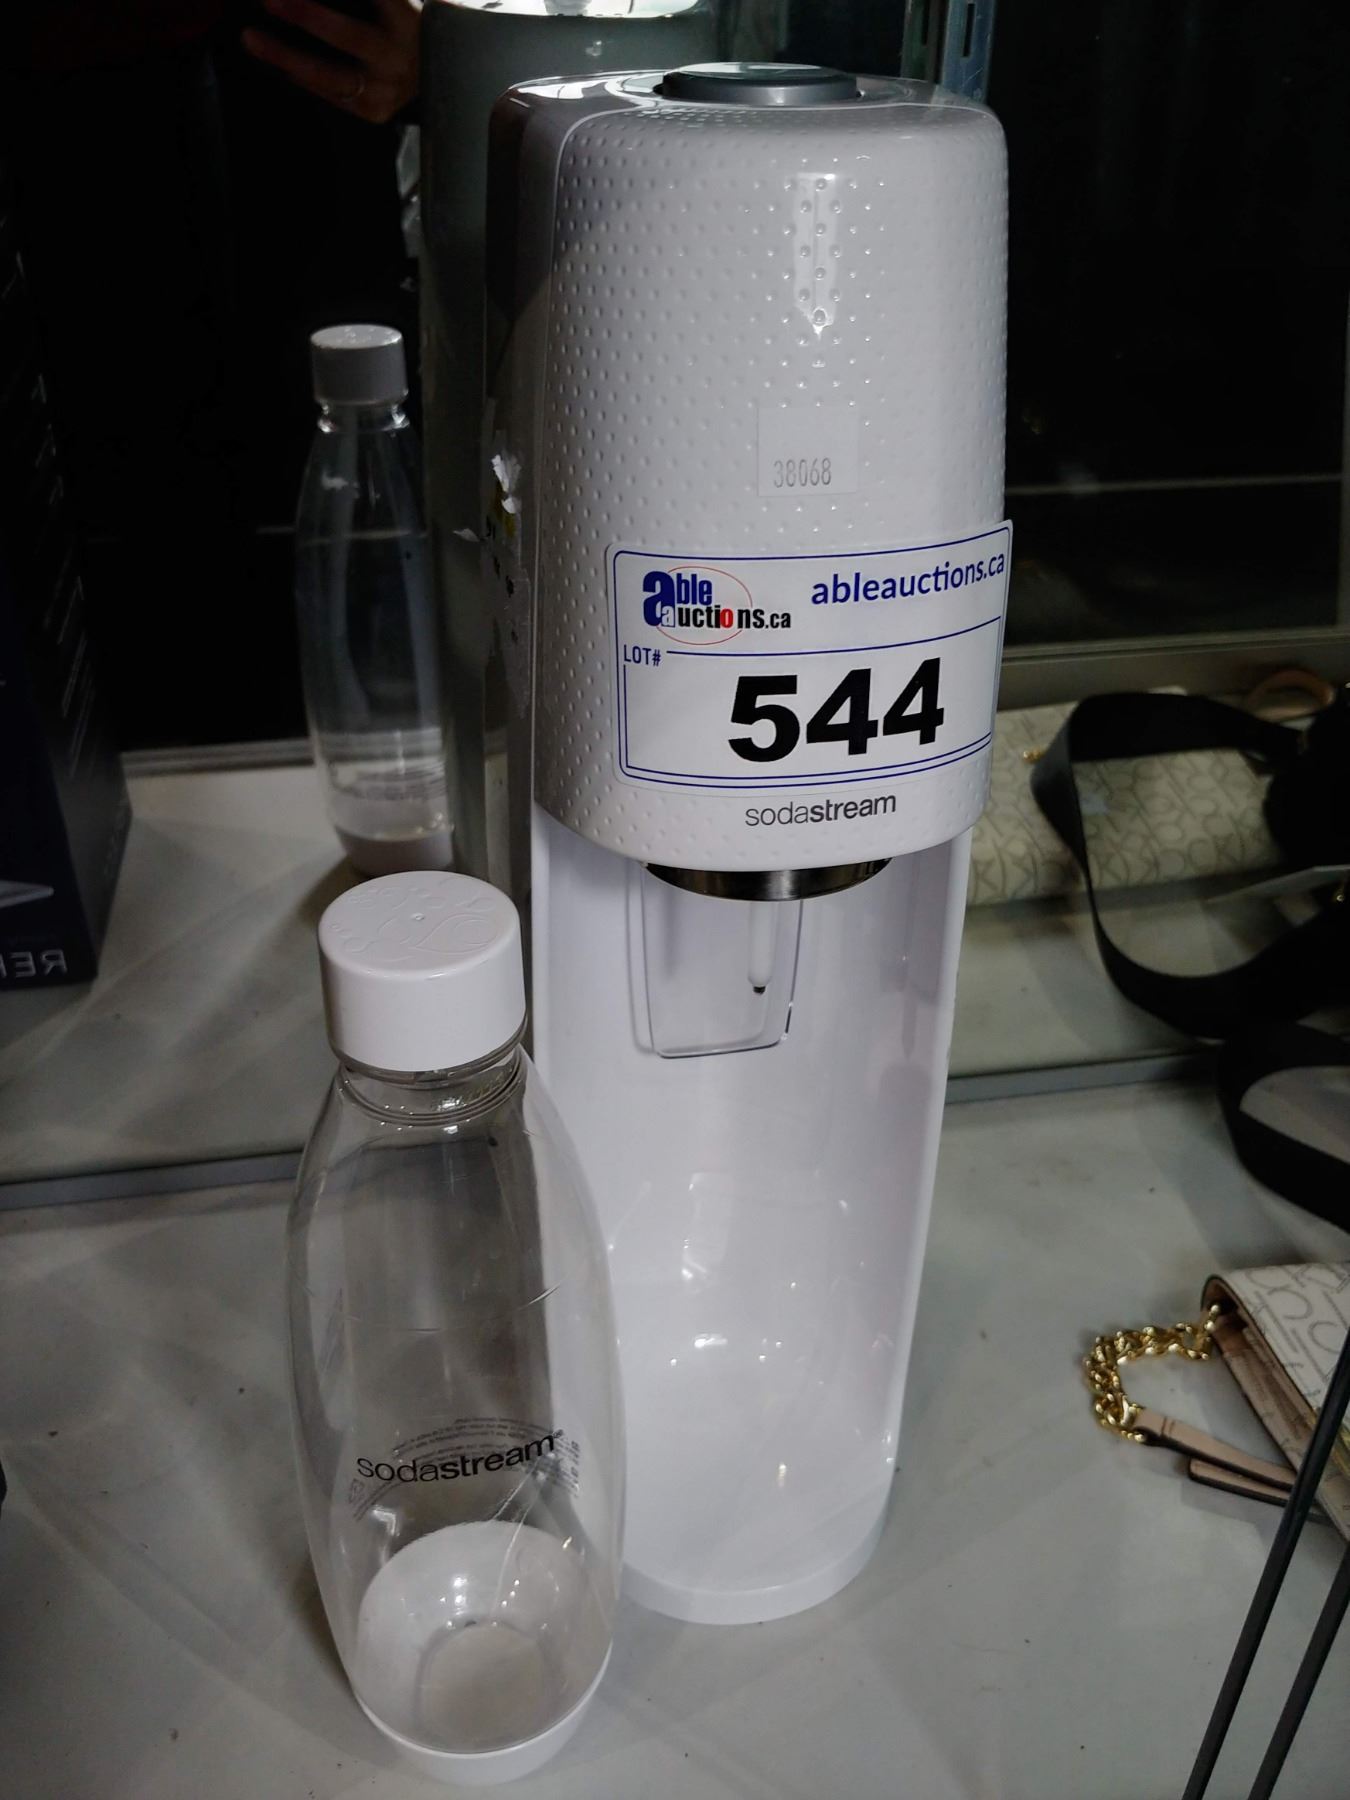 38068
able
auctions.ca
ableauctions.ca
LOT#
544
sodastream
sodastream